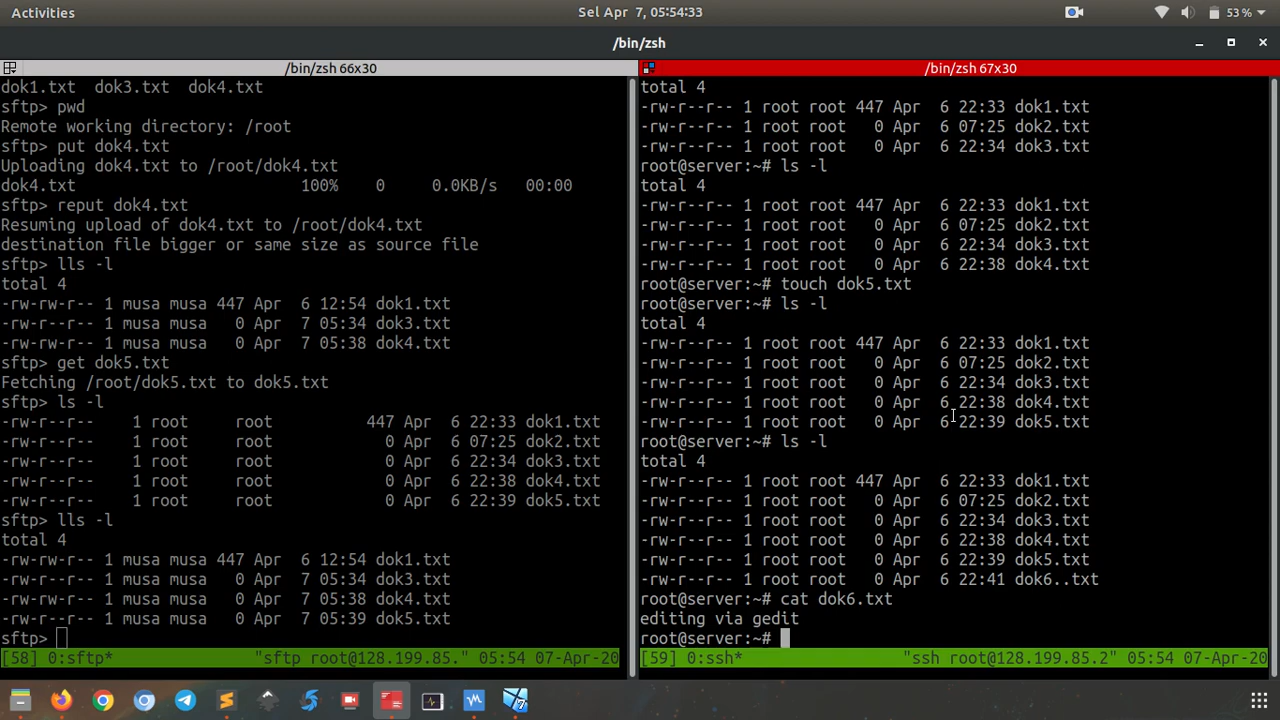 Activities
Sel Apr 7, 05:54:33
53 %
/bin/zsh
/bin/zsh 66x30
dok1.txt  dok3.txt  dok4.txt
sftp> pwd
Remote working directory: /root
sftp> put dok4.txt
Uploading dok4.txt to /root/dok4.txt
dok4.txt                        100%    0     0.0KB/s   00:00
sftp> reput dok4.txt
Resuming upload of dok4.txt to /root/dok4.txt
destination file bigger or same size as source file
sftp> lls -l
total 4
-rw-rw-r-- 1 musa musa 447 Apr  6 12:54 dok1.txt
-rw-r--r-- 1 musa musa   0 Apr  7 05:34 dok3.txt
-rw-rw-r-- 1 musa musa   0 Apr  7 05:38 dok4.txt
sftp> get dok5.txt
Fetching /root/dok5.txt to dok5.txt
sftp> ls -l
-rw-r--r--    1 root     root          447 Apr  6 22:33 dok1.txt
-rw-r--r--    1 root     root            0 Apr  6 07:25 dok2.txt
-rw-r--r--    1 root     root            0 Apr  6 22:34 dok3.txt
-rw-r--r--    1 root     root            0 Apr  6 22:38 dok4.txt
-rw-r--r--    1 root     root            0 Apr  6 22:39 dok5.txt
sftp> lls -l
total 4
-rw-rw-r-- 1 musa musa 447 Apr  6 12:54 dok1.txt
-rw-r--r-- 1 musa musa   0 Apr  7 05:34 dok3.txt
-rw-rw-r-- 1 musa musa   0 Apr  7 05:38 dok4.txt
-rw-r--r-- 1 musa musa   0 Apr  7 05:39 dok5.txt
sftp>
[58] 0:sftp*               "sftp root@128.199.85." 05:54 07-Apr-20
/bin/zsh 67x30
total 4
-rw-r--r-- 1 root root 447 Apr  6 22:33 dok1.txt
-rw-r--r-- 1 root root   0 Apr  6 07:25 dok2.txt
-rw-r--r-- 1 root root   0 Apr  6 22:34 dok3.txt
root@server:~# ls -l
total 4
-rw-r--r-- 1 root root 447 Apr  6 22:33 dok1.txt
-rw-r--r-- 1 root root   0 Apr  6 07:25 dok2.txt
-rw-r--r-- 1 root root   0 Apr  6 22:34 dok3.txt
-rw-r--r-- 1 root root   0 Apr  6 22:38 dok4.txt
root@server:~# touch dok5.txt
root@server:~# ls -l
total 4
-rw-r--r-- 1 root root 447 Apr  6 22:33 dok1.txt
-rw-r--r-- 1 root root   0 Apr  6 07:25 dok2.txt
-rw-r--r-- 1 root root   0 Apr  6 22:34 dok3.txt
-rw-r--r-- 1 root root   0 Apr  6 22:38 dok4.txt
-rw-r--r-- 1 root root   0 Apr  6 22:39 dok5.txt
root@server:~# ls -l
total 4
-rw-r--r-- 1 root root 447 Apr  6 22:33 dok1.txt
-rw-r--r-- 1 root root   0 Apr  6 07:25 dok2.txt
-rw-r--r-- 1 root root   0 Apr  6 22:34 dok3.txt
-rw-r--r-- 1 root root   0 Apr  6 22:38 dok4.txt
-rw-r--r-- 1 root root   0 Apr  6 22:39 dok5.txt
-rw-r--r-- 1 root root   0 Apr  6 22:41 dok6..txt
root@server:~# cat dok6.txt
editing via gedit
root@server:~#
[59] 0:ssh*                 "ssh root@128.199.85.2" 05:54 07-Apr-20